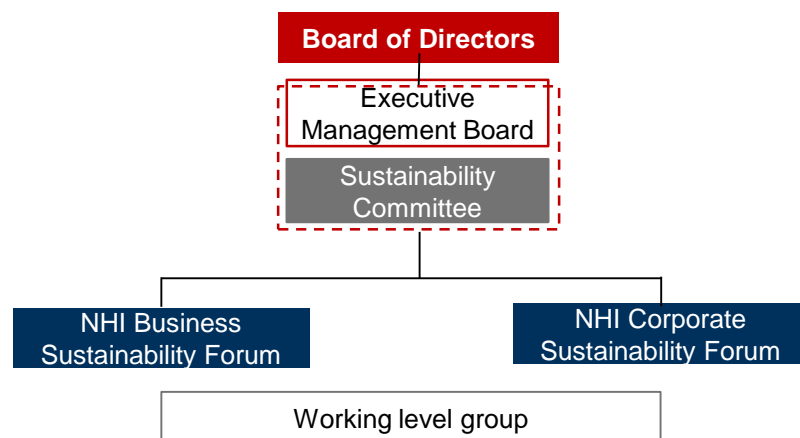 Board of Directors
Executive
Management Board
Sustainability
Committee
NHI Business
Sustainability Forum
NHI Corporate
Sustainability Forum
Working level group